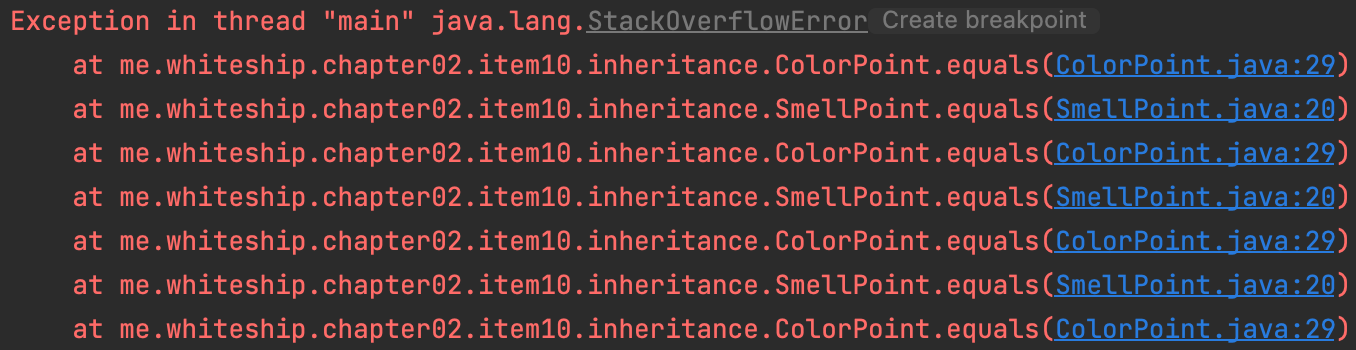 Exception in thread "main" java.lang.StackOverflowError Create breakpoint
at me.whiteship.chapter02.item10.inheritance.ColorPoint.equals(ColorPoint.java:29)
at me.whiteship.chapter02.item10.inheritance.SmellPoint.equals(SmellPoint.java:20)
at me.whiteship.chapter02.item10.inheritance.ColorPoint.equals(ColorPoint.java:29)
at me.whiteship.chapter02.item10.inheritance.SmellPoint.equals(SmellPoint.java:20)
at me.whiteship.chapter02.item10.inheritance.ColorPoint.equals(ColorPoint.java:29)
at me.whiteship.chapter02.item10.inheritance.SmellPoint.equals(SmellPoint.java:20)
at me.whiteship.chapter02.item10.inheritance.ColorPoint.equals(ColorPoint.java:29)